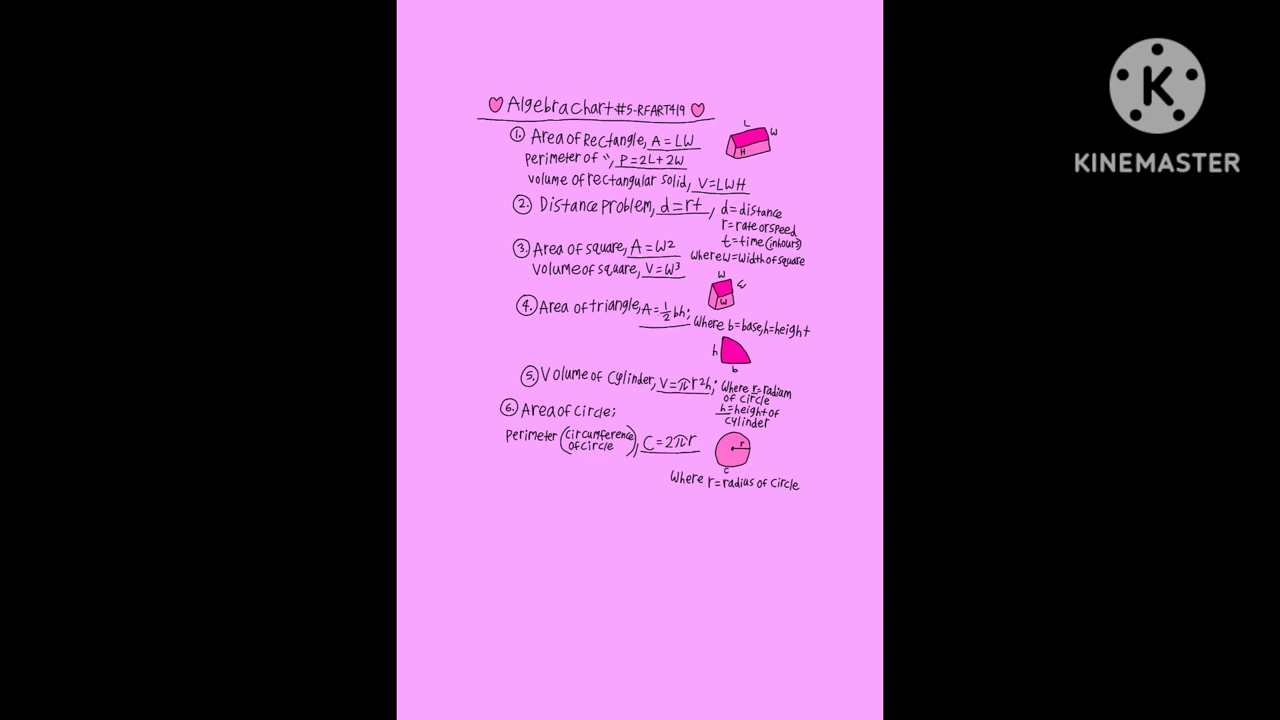 Algebra Chart #5-RFART419
1. Area of Rectangle, A = LW
Perimeter of ", P=2L+2W
Volume of rectangular solid, V=LWH
L
W
H
2. Distance problem, d=rt,
d=distance
r=rate or speed
t=time (in hours)
3. Area of square, A=W2
where w=width of square
Volume of square, V=W³
W
W
W
4. Area of triangle, A=1/2 bh;
Where b=base, h=height
h
b
5. Volume of Cylinder, V=πr2h;
Where r=radium
of circle
h=height of
cylinder
6. Area of Circle;
Perimeter (circumference
of circle), C=2πr
r
C
Where r=radius of circle
K
KINEMASTER